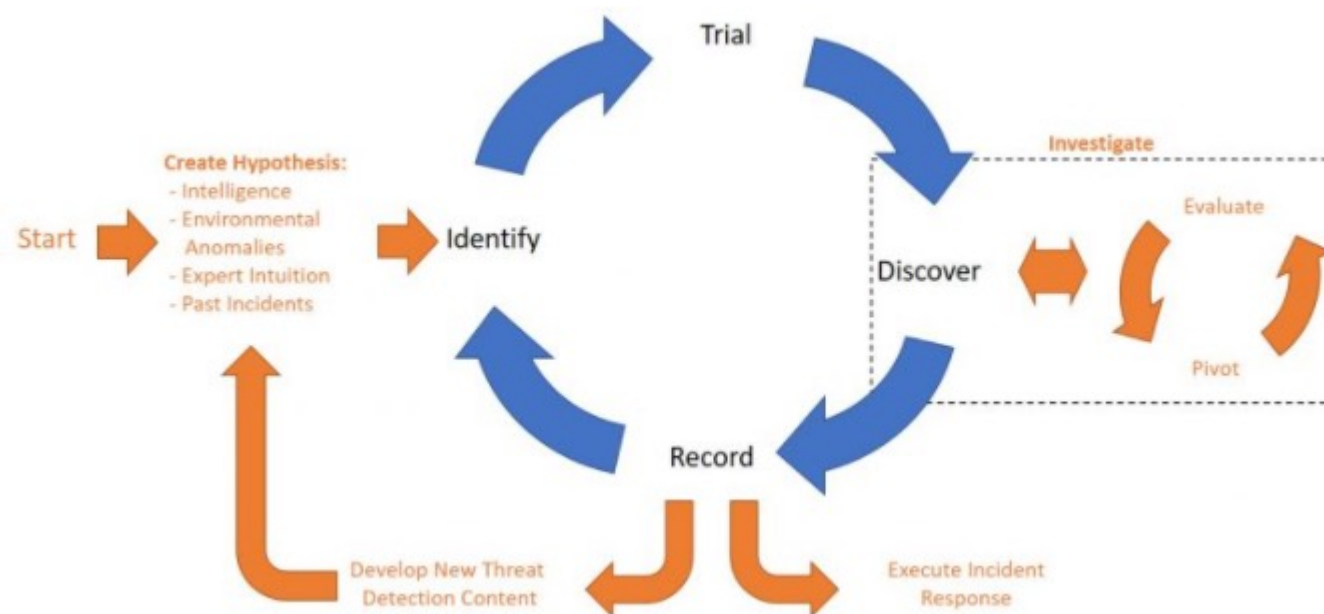 Trial
Investigate
Create Hypothesis:
- Intelligence
- Environmental
Anomalies
- Expert Intuition
- Past Incidents
Start
Identify
Evaluate
Discover
Pivot
Record
Develop New Threat
Detection Content
Execute Incident
Response